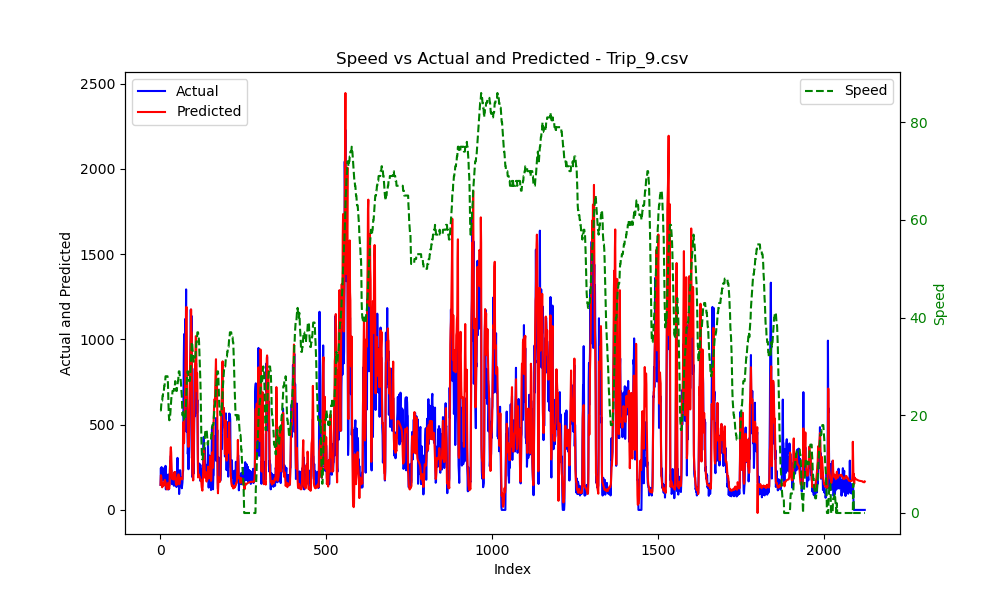 Speed vs Actual and Predicted - Trip_9.csv
Actual
Predicted
Speed
2500
2000
1500
1000
500
0
Actual and Predicted
80
60
40
20
0
Speed
0
500
1000
1500
2000
Index